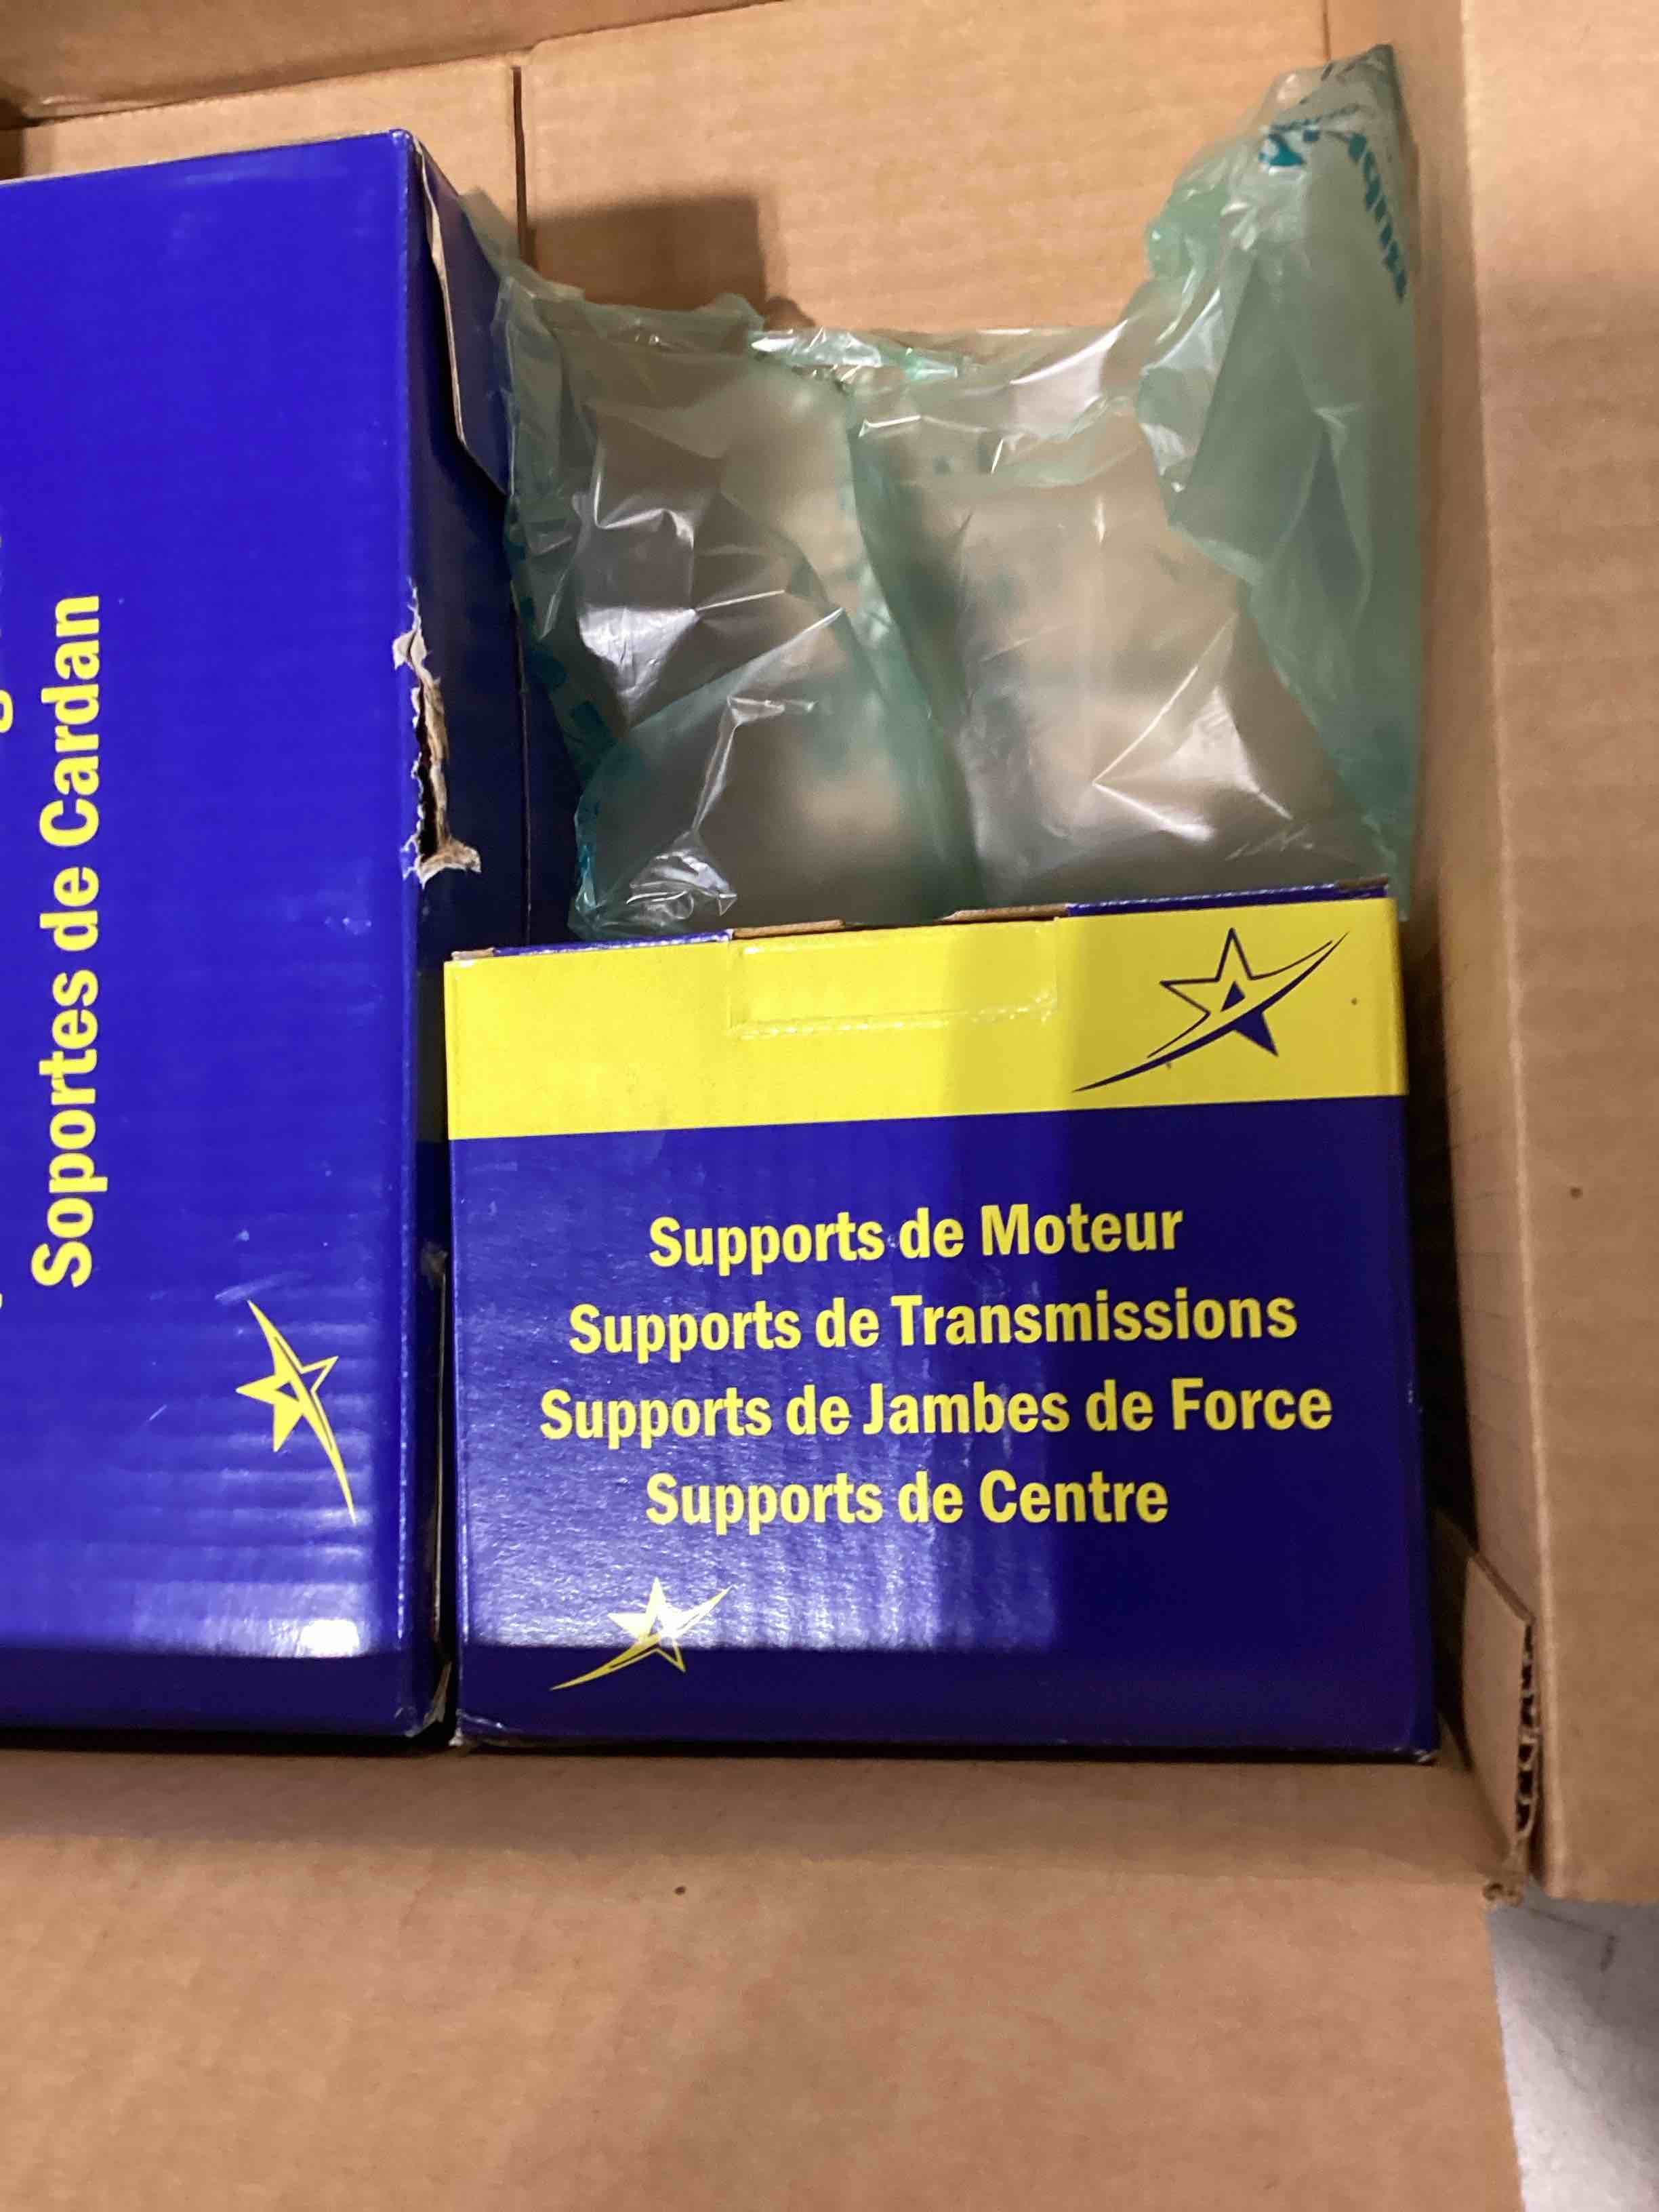 Soportes de Cardan
Supports de Moteur
Supports de Transmissions
Supports de Jambes de Force
Supports de Centre